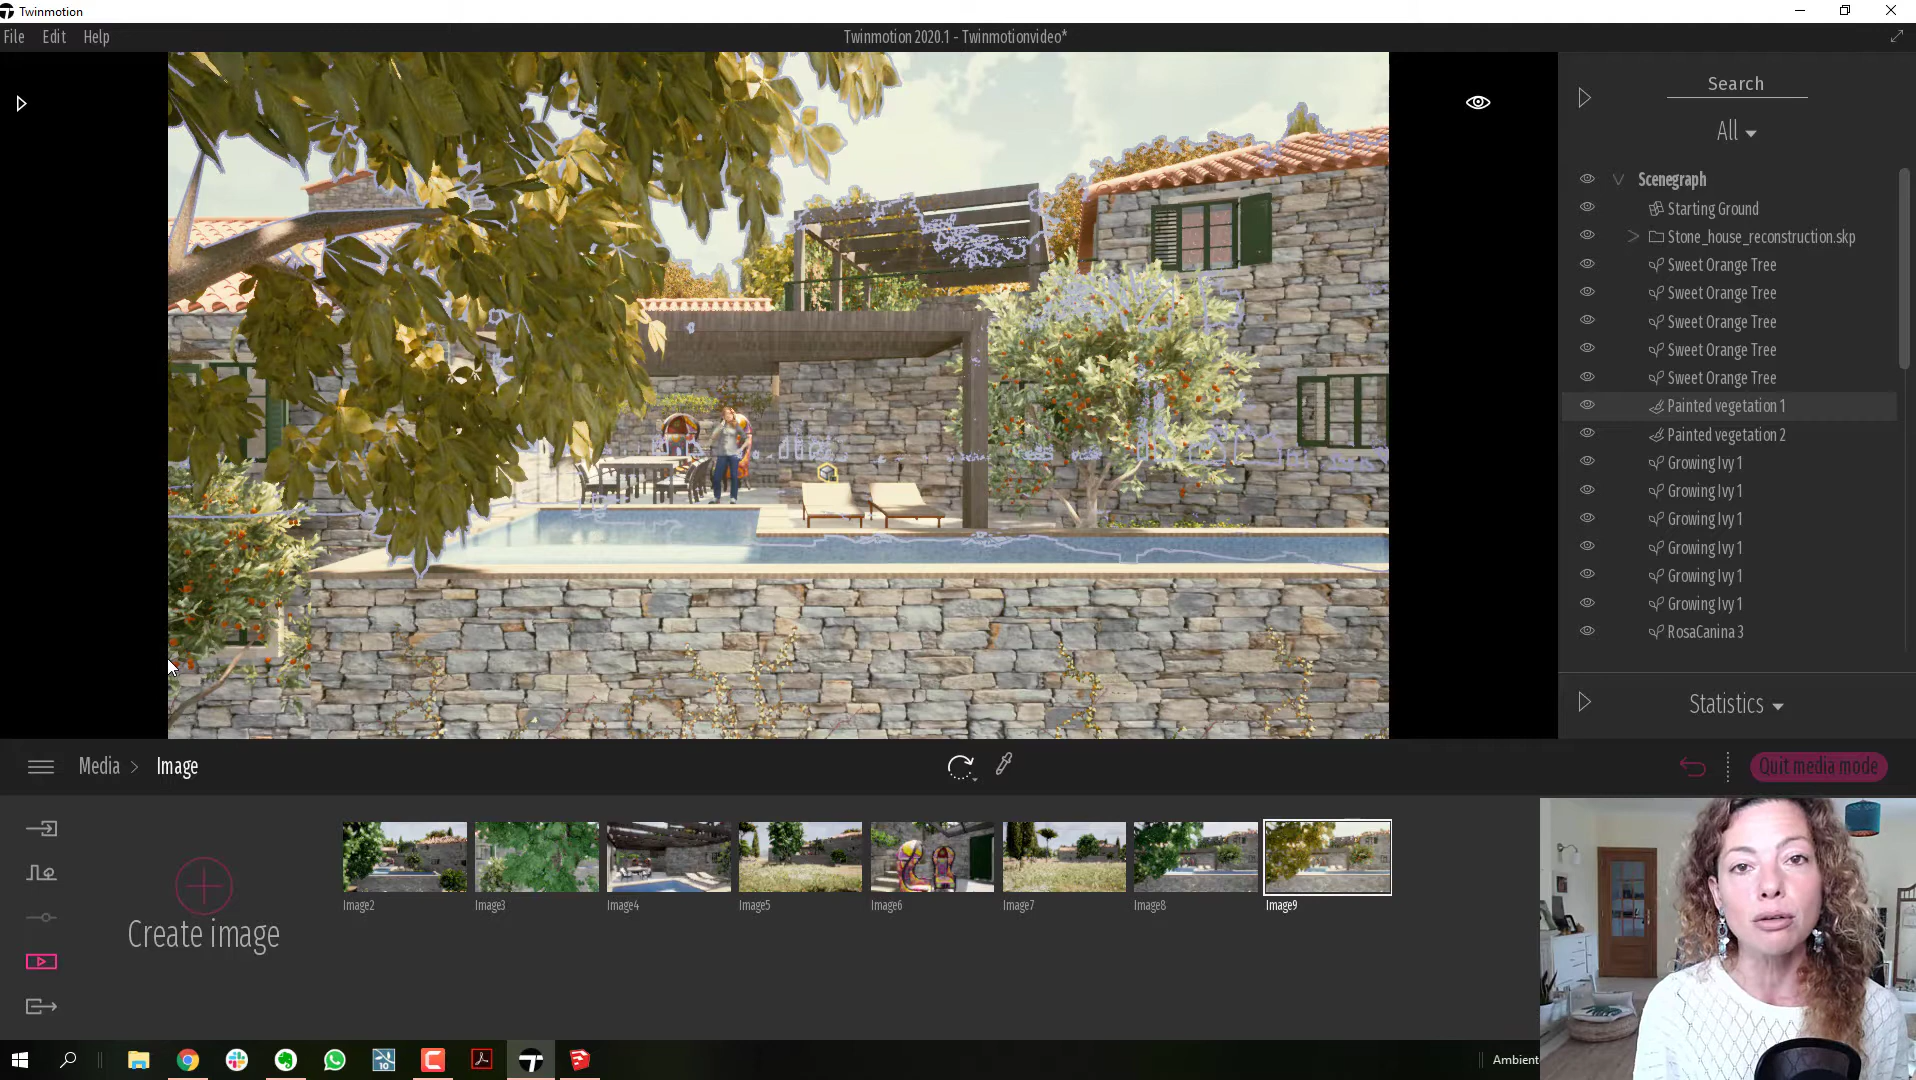 Twinmotion
File Edit Help
Twinmotion 2020.1 - Twinmotionvideo*
Search
All
Scenegraph
Starting Ground
Stone_house_reconstruction.skp
Sweet Orange Tree
Sweet Orange Tree
Sweet Orange Tree
Sweet Orange Tree
Sweet Orange Tree
Painted vegetation 1
Painted vegetation 2
Growing Ivy 1
Growing Ivy 1
Growing Ivy 1
Growing Ivy 1
Growing Ivy 1
Growing Ivy 1
RosaCanina 3
Statistics
Media > Image
Quit media mode
Create image
Image2 Image3 Image4 Image5 Image6 Image7 Image8 Image9
10
Ambient